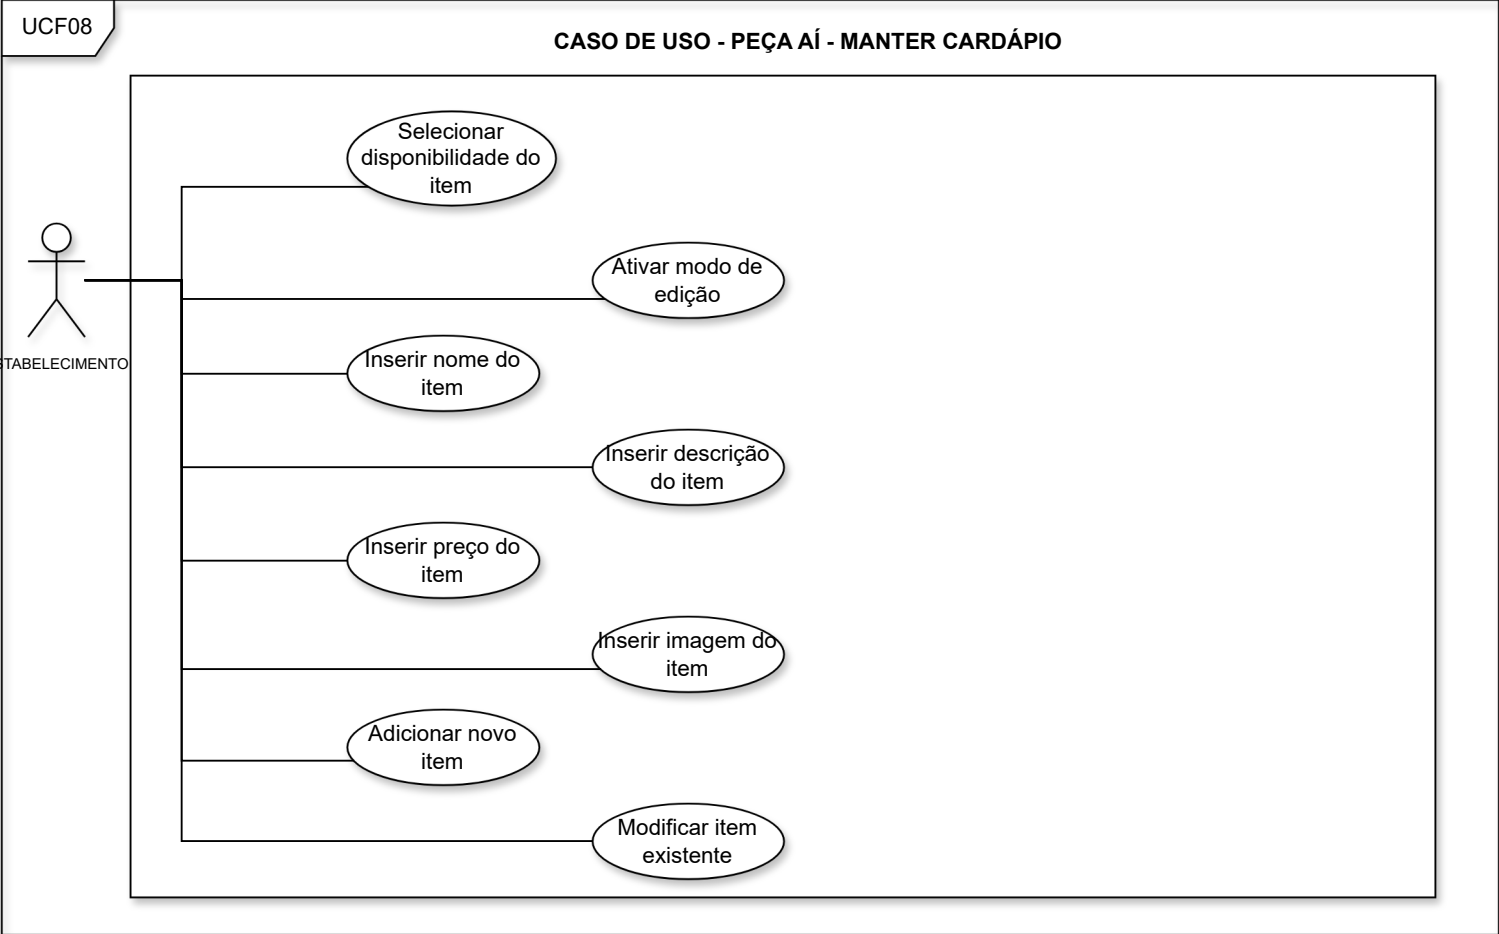 UCF08
CASO DE USO - PEÇA AÍ - MANTER CARDÁPIO
Selecionar
disponibilidade do
item
Ativar modo de
edição
Inserir nome do
item
TABELECIMENTO
Inserir descrição
do item
Inserir preço do
item
Inserir imagem do
item
Adicionar novo
item
Modificar item
existente